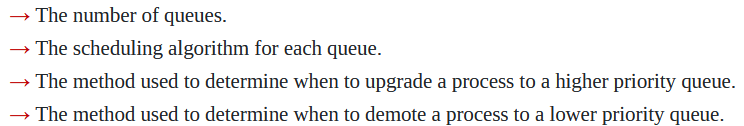 → The number of queues.
→ The scheduling algorithm for each queue.
→ The method used to determine when to upgrade a process to a higher priority queue.
→ The method used to determine when to demote a process to a lower priority queue.